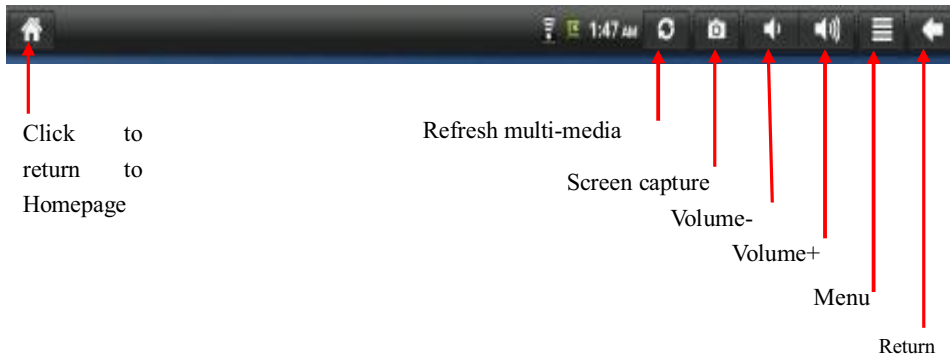 1:47 AM
Click to
return to
Homepage
Refresh multi-media
Screen capture
Volume-
Volume+
Menu
Return